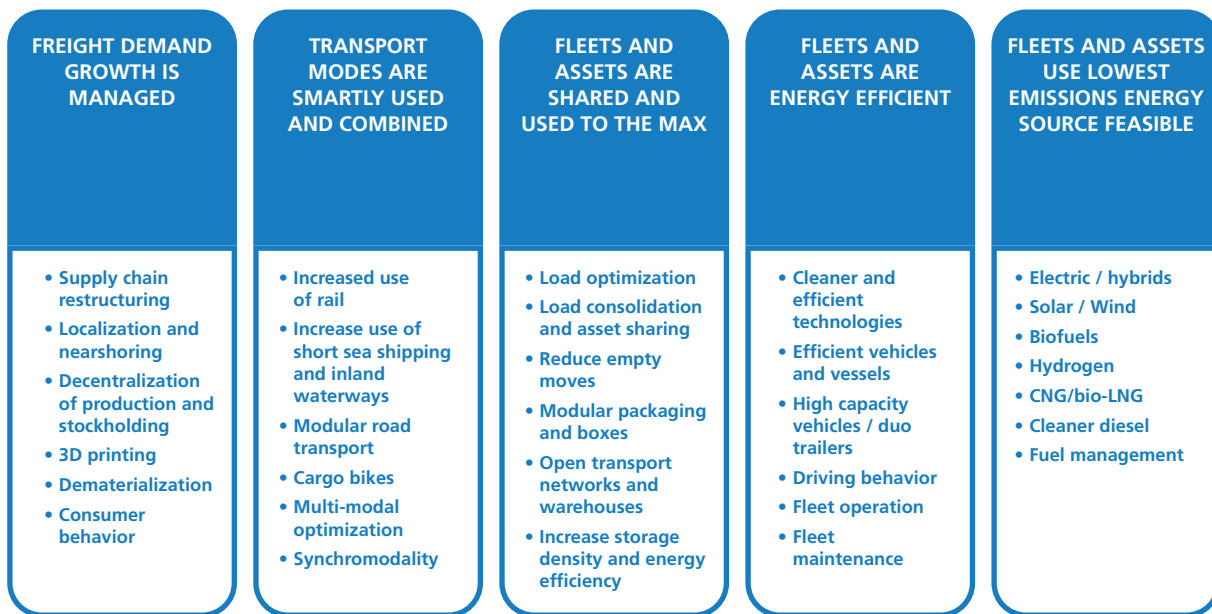 FREIGHT DEMAND
GROWTH IS
MANAGED
• Supply chain
restructuring
• Localization and
nearshoring
• Decentralization
of production and
stockholding
• 3D printing
• Dematerialization
• Consumer
behavior
TRANSPORT
MODES ARE
SMARTLY USED
AND COMBINED
• Increased use
of rail
• Increase use of
short sea shipping
and inland
waterways
• Modular road
transport
• Cargo bikes
• Multi-modal
optimization
• Synchromodality
FLEETS AND
ASSETS ARE
SHARED AND
USED TO THE MAX
• Load optimization
• Load consolidation
and asset sharing
• Reduce empty
moves
• Modular packaging
and boxes
• Open transport
networks and
warehouses
• Increase storage
density and energy
efficiency
FLEETS AND
ASSETS ARE
ENERGY EFFICIENT
• Cleaner and
efficient
technologies
• Efficient vehicles
and vessels
• High capacity
vehicles / duo
trailers
• Driving behavior
• Fleet operation
• Fleet
maintenance
FLEETS AND ASSETS
USE LOWEST
EMISSIONS ENERGY
SOURCE FEASIBLE
• Electric / hybrids
• Solar / Wind
• Biofuels
• Hydrogen
• CNG/bio-LNG
• Cleaner diesel
• Fuel management